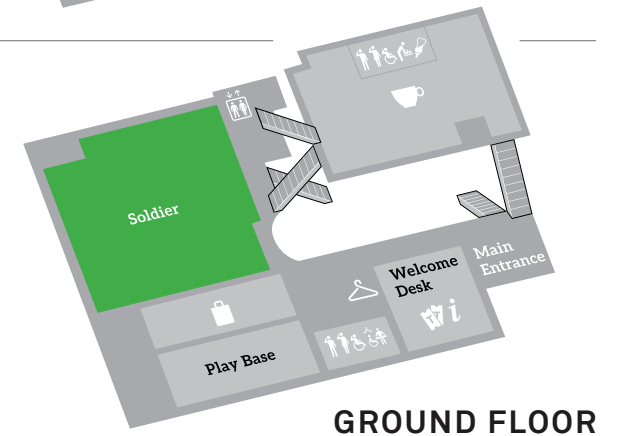 Soldier
Welcome
Desk
Main
Entrance
i
Play Base
GROUND FLOOR